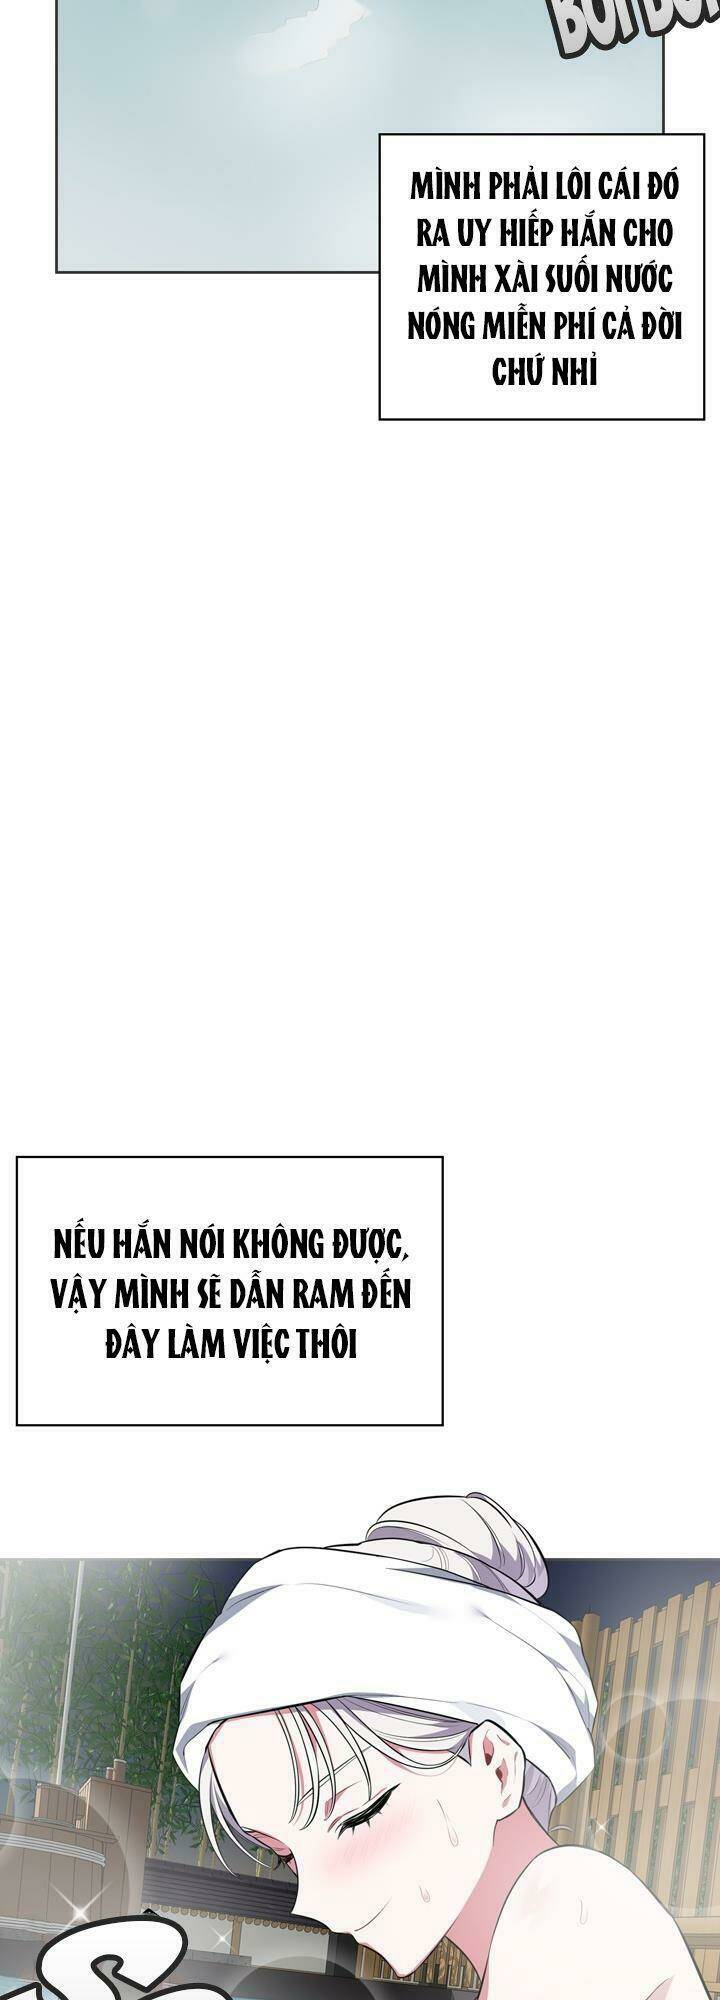 MÌNH PHẢI LÔI CÁI ĐÓ
RA UY HIẾP HẮN CHO
MÌNH XÀI SUỐI NƯỚC
NÓNG MIỄN PHÍ CẢ ĐỜI
CHỨ NHỈ
NẾU HẮN NÓI KHÔNG ĐƯỢC,
VẬY MÌNH SẼ DẪN RAM ĐẾN
ĐÂY LÀM VIỆC THÔI